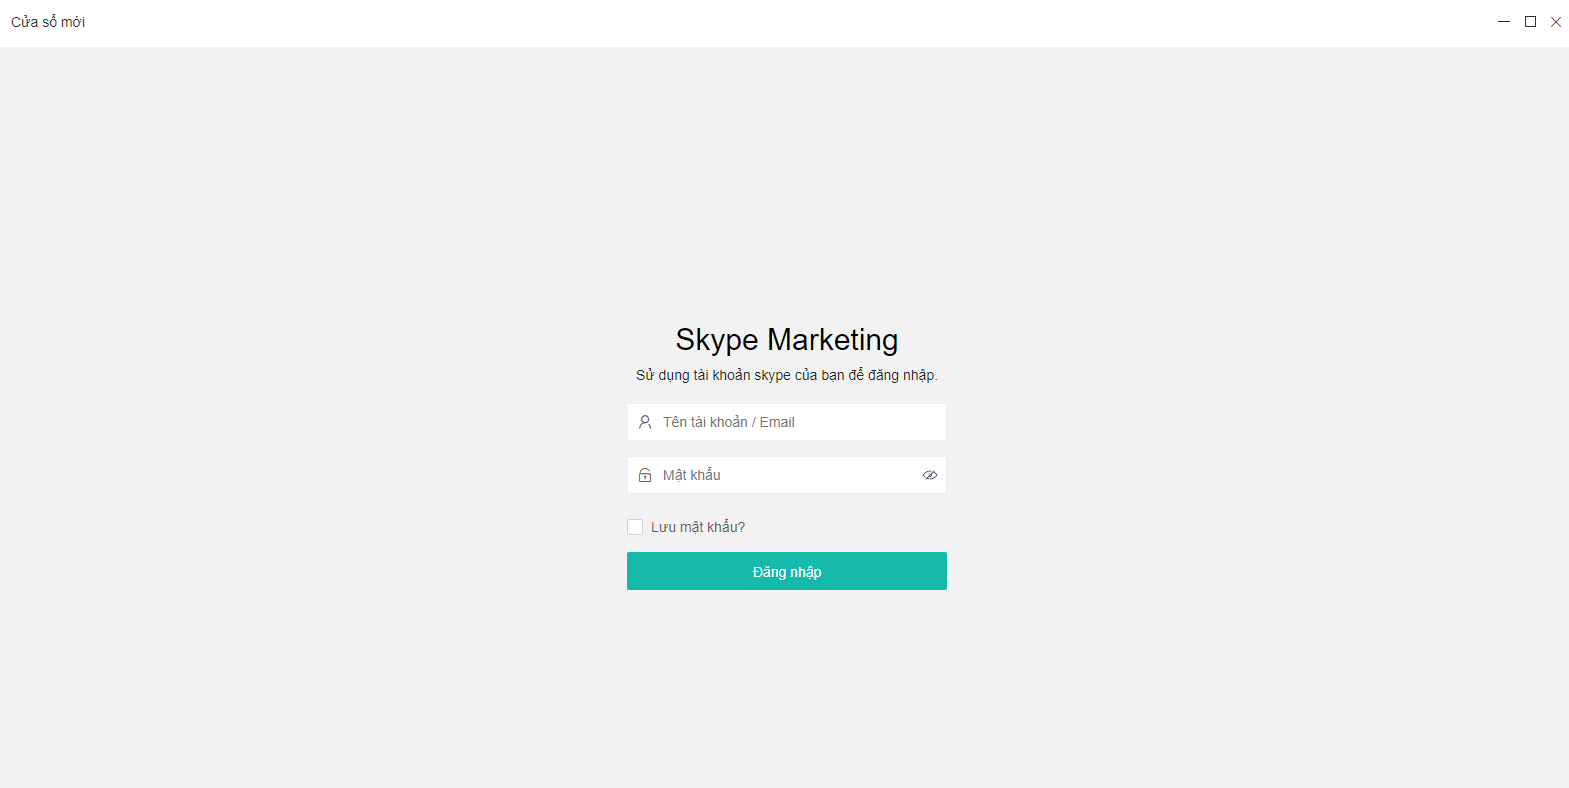 Cửa sổ mới
Skype Marketing
Sử dụng tài khoản skype của bạn để đăng nhập.
Tên tài khoản / Email
Mật khẩu
Lưu mật khẩu?
Đăng nhập